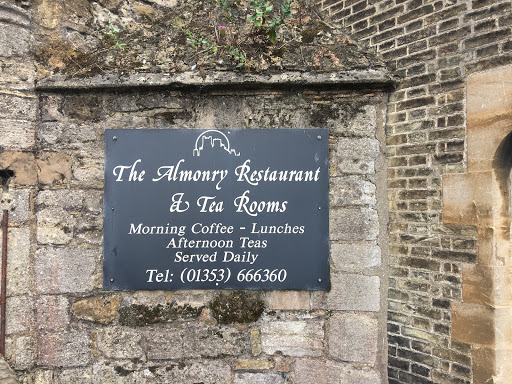 The Almonry Restaurant
& Tea Rooms
Morning Coffee - Lunches
Afternoon Teas
Served Daily
Tel: (01353) 666360